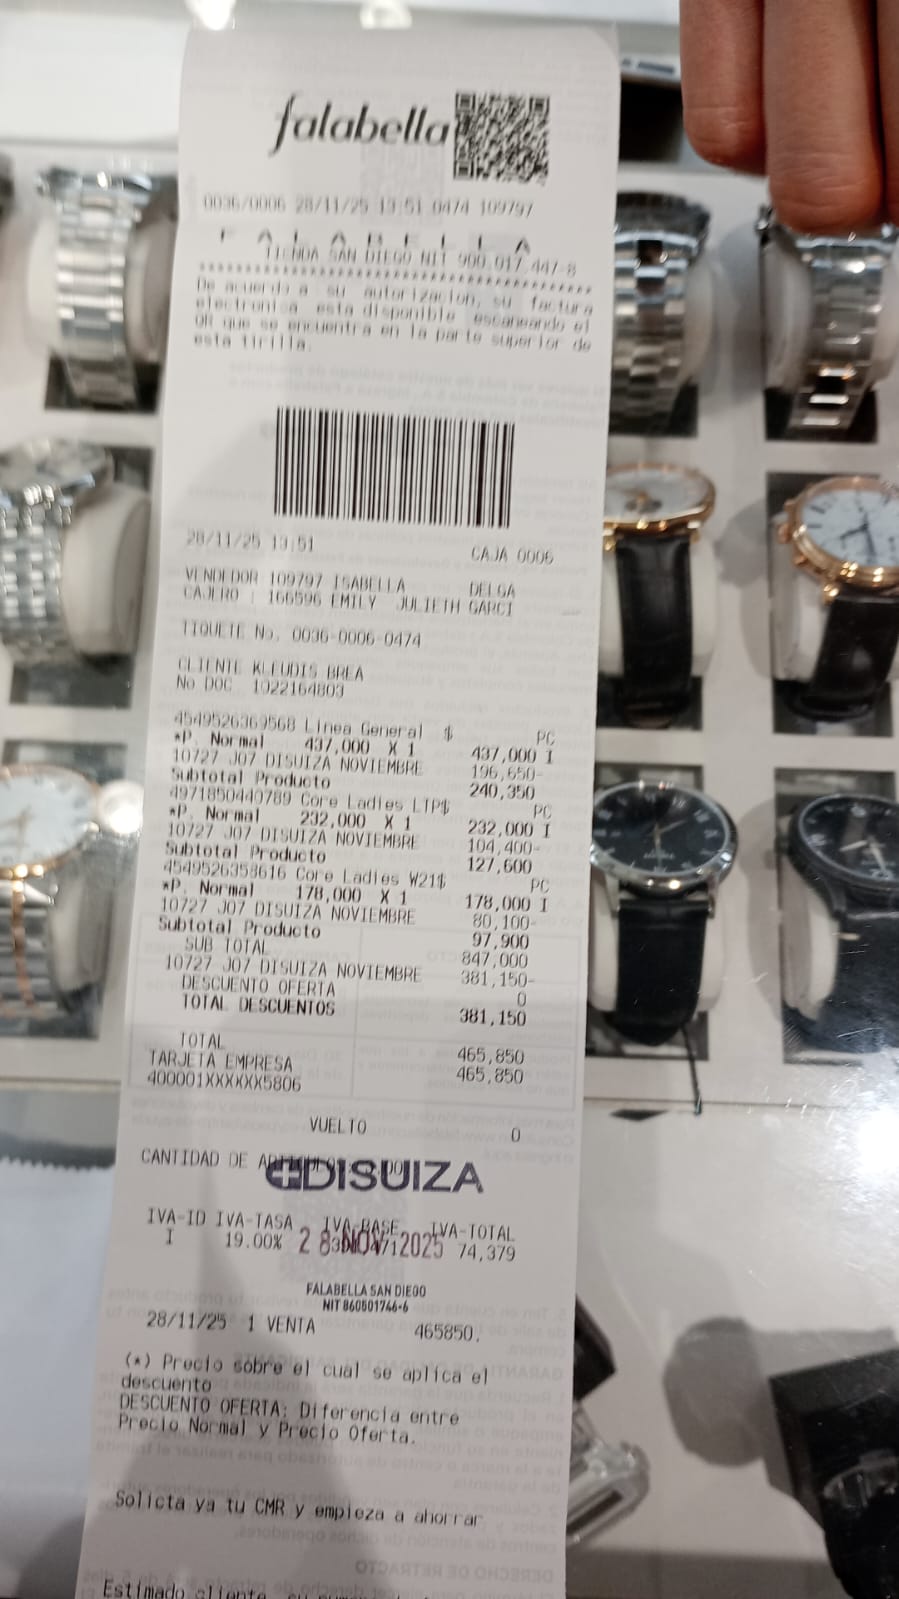 falabella
0036/0006 28/11/25 13:51 0474 109797
F A L A B E L L A
TIENDA SAN DIEGO NIT 900.017.447-8
****************************************
De acuerdo a su autorizacion, su factura
electronica esta disponible escaneando el
QR que se encuentra en la parte superior de
esta tirilla.
28/11/25 13:51 CAJA 0006
VENDEDOR 109797 ISABELLA DELGA
CAJERO : 166596 EMILY JULIETH GARCI
TIQUETE No. 0036-0006-0474
CLIENTE KLEUDIS BREA
No DOC 1022164803
4549526369568 Linea General $ PC
*P. Normal 437,000 X 1 437,000 I
10727 J07 DISUIZA NOVIEMBRE 196,650-
Subtotal Producto 240,350
4971850440789 Core Ladies LTP$ PC
*P. Normal 232,000 X 1 232,000 I
10727 J07 DISUIZA NOVIEMBRE 104,400-
Subtotal Producto 127,600
4549526353616 Core Ladies W21$ PC
*P. Normal 178,000 X 1 178,000 I
10727 J07 DISUIZA NOVIEMBRE 80,100-
Subtotal Producto 97,900
SUB TOTAL 847,000
10727 J07 DISUIZA NOVIEMBRE 381,150-
DESCUENTO OFERTA 0
TOTAL DESCUENTOS 381,150
TOTAL 465,850
TARJETA EMPRESA 465,850
400001XXXXXX5806
VUELTO 0
CANTIDAD DE
DISUIZA
IVA-ID IVA-TASA IVA-BASE IVA-TOTAL
I 19.00% 74,379
28 NOV 2025
FALABELLA SAN DIEGO
NIT 860501746-6
28/11/25 1 VENTA 465850.
(*) Precio sobre el cual se aplica el
descuento
DESCUENTO OFERTA: Diferencia entre
Precio Normal y Precio Oferta.
Solicta ya tu CMR y empieza a ahorrar
Estimado cliente, su